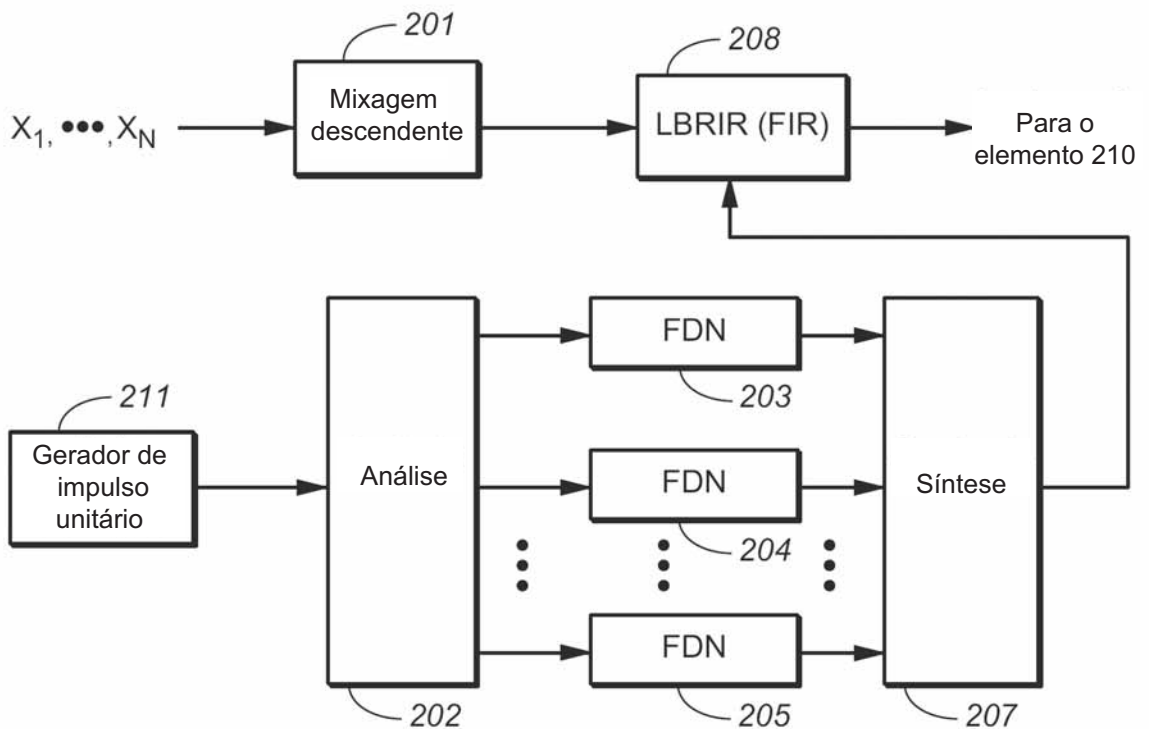 201
208
X1, •••, XN
Mixagem
descendente
LBRIR (FIR)
Para o
elemento 210
211
Gerador de
impulso
unitário
Análise
FDN
203
FDN
204
FDN
205
Síntese
202
207